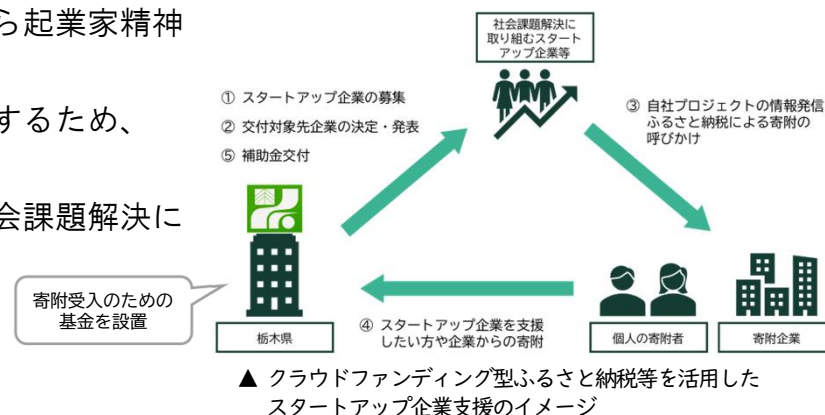 ら起業家精神
するため、
会課題解決に
社会課題解決に
取り組むスタート
アップ企業等
① スタートアップ企業の募集
② 交付対象先企業の決定・発表
⑤ 補助金交付
③ 自社プロジェクトの情報発信
ふるさと納税による寄附の
呼びかけ
寄附受入のための
基金を設置
栃木県
④ スタートアップ企業を支援
したい方や企業からの寄附
個人の寄附者
寄附企業
▲ クラウドファンディング型ふるさと納税等を活用した
スタートアップ企業支援のイメージ